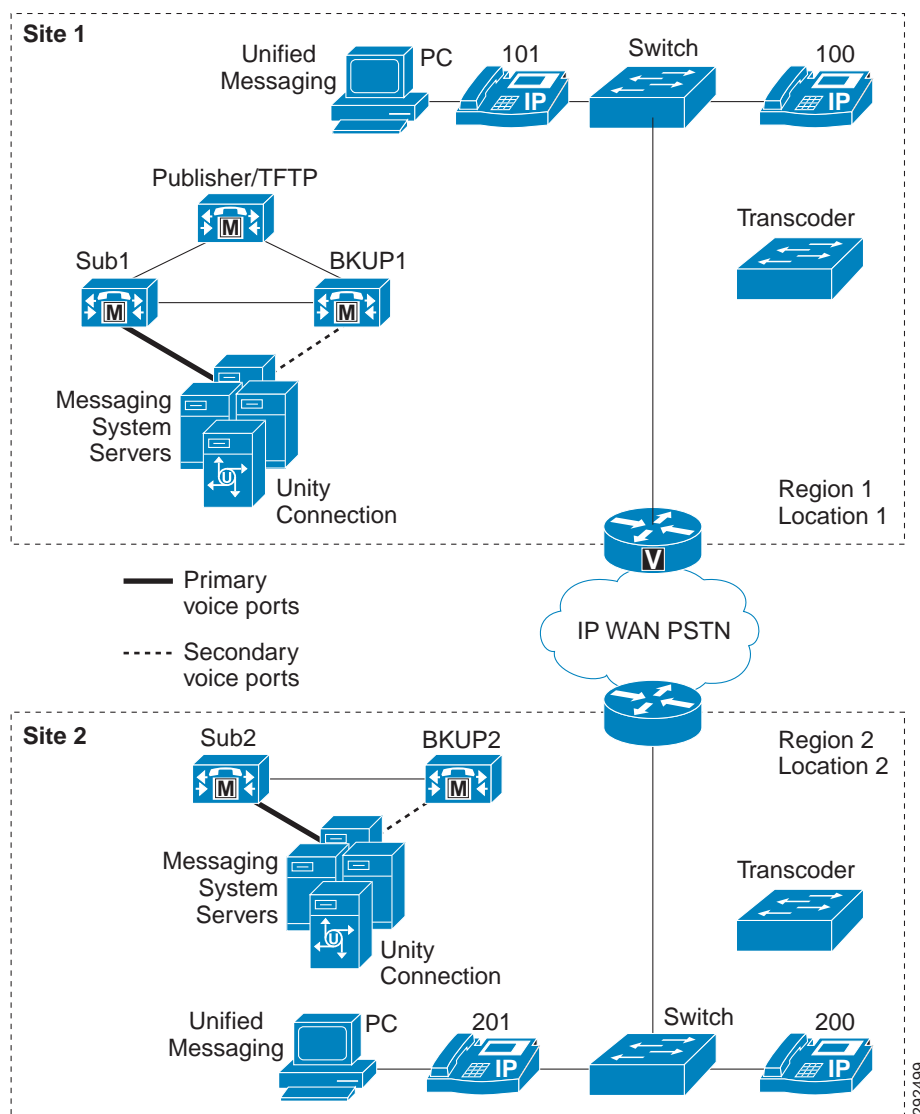 Site 1
Unified
Messaging
PC
101
Switch
100
IP
IP
Publisher/TFTP
M
Transcoder
Sub1
BKUP1
M
M
Messaging
System
Servers
U
Unity
Connection
Region 1
Location 1
V
Primary
voice ports
IP WAN PSTN
Secondary
voice ports
Site 2
Sub2
BKUP2
Region 2
Location 2
M
M
Messaging
System
Servers
Transcoder
U
Unity
Connection
Unified
Messaging
PC
201
Switch
200
IP
IP
292499